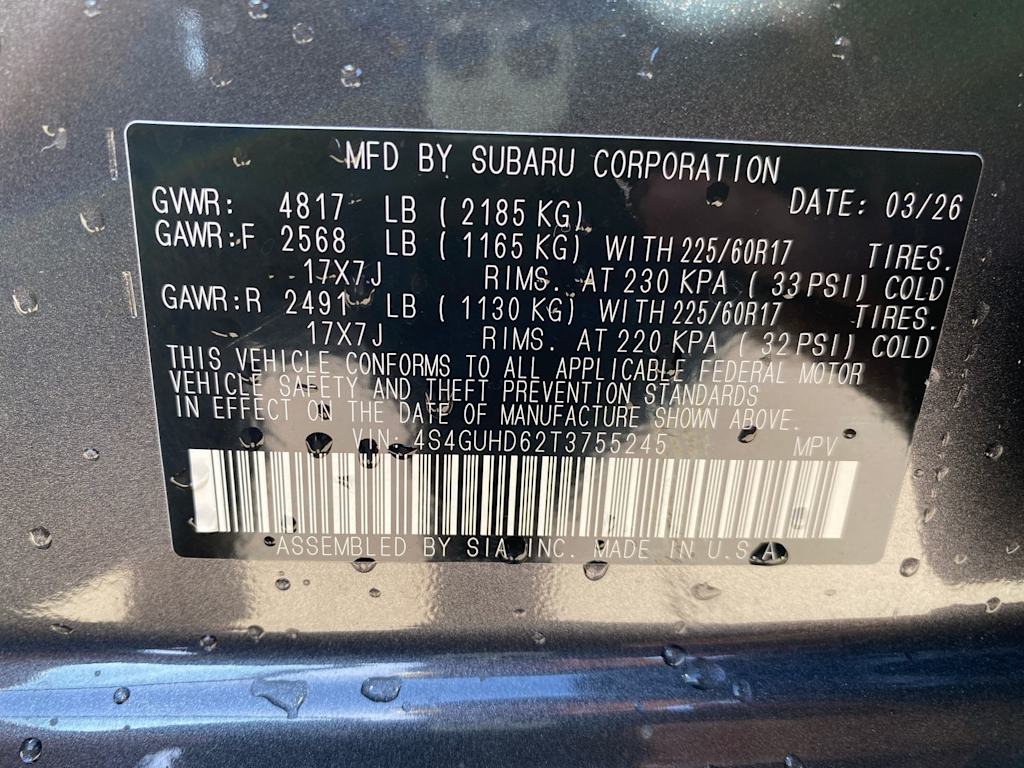 MFD BY SUBARU CORPORATION
GVWR: 4817 LB ( 2185 KG) DATE: 03/26
GAWR:F 2568 LB ( 1165 KG) WITH 225/60R17 TIRES.
17X7J RIMS. AT 230 KPA ( 33 PSI) COLD
GAWR:R 2491 LB ( 1130 KG) WITH 225/60R17 TIRES.
17X7J RIMS. AT 220 KPA ( 32 PSI) COLD
THIS VEHICLE CONFORMS TO ALL APPLICABLE FEDERAL MOTOR
VEHICLE SAFETY AND THEFT PREVENTION STANDARDS
IN EFFECT ON THE DATE OF MANUFACTURE SHOWN ABOVE.
VIN: 4S4GUHD62T3755245 MPV
ASSEMBLED BY SIA, INC. MADE IN U.S.A.